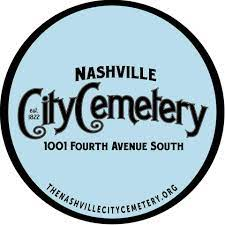 NASHVILLE
est. 1822
City Cemetery
1001 FOURTH AVENUE SOUTH
THENASHVILLECITYCEMETERY.ORG